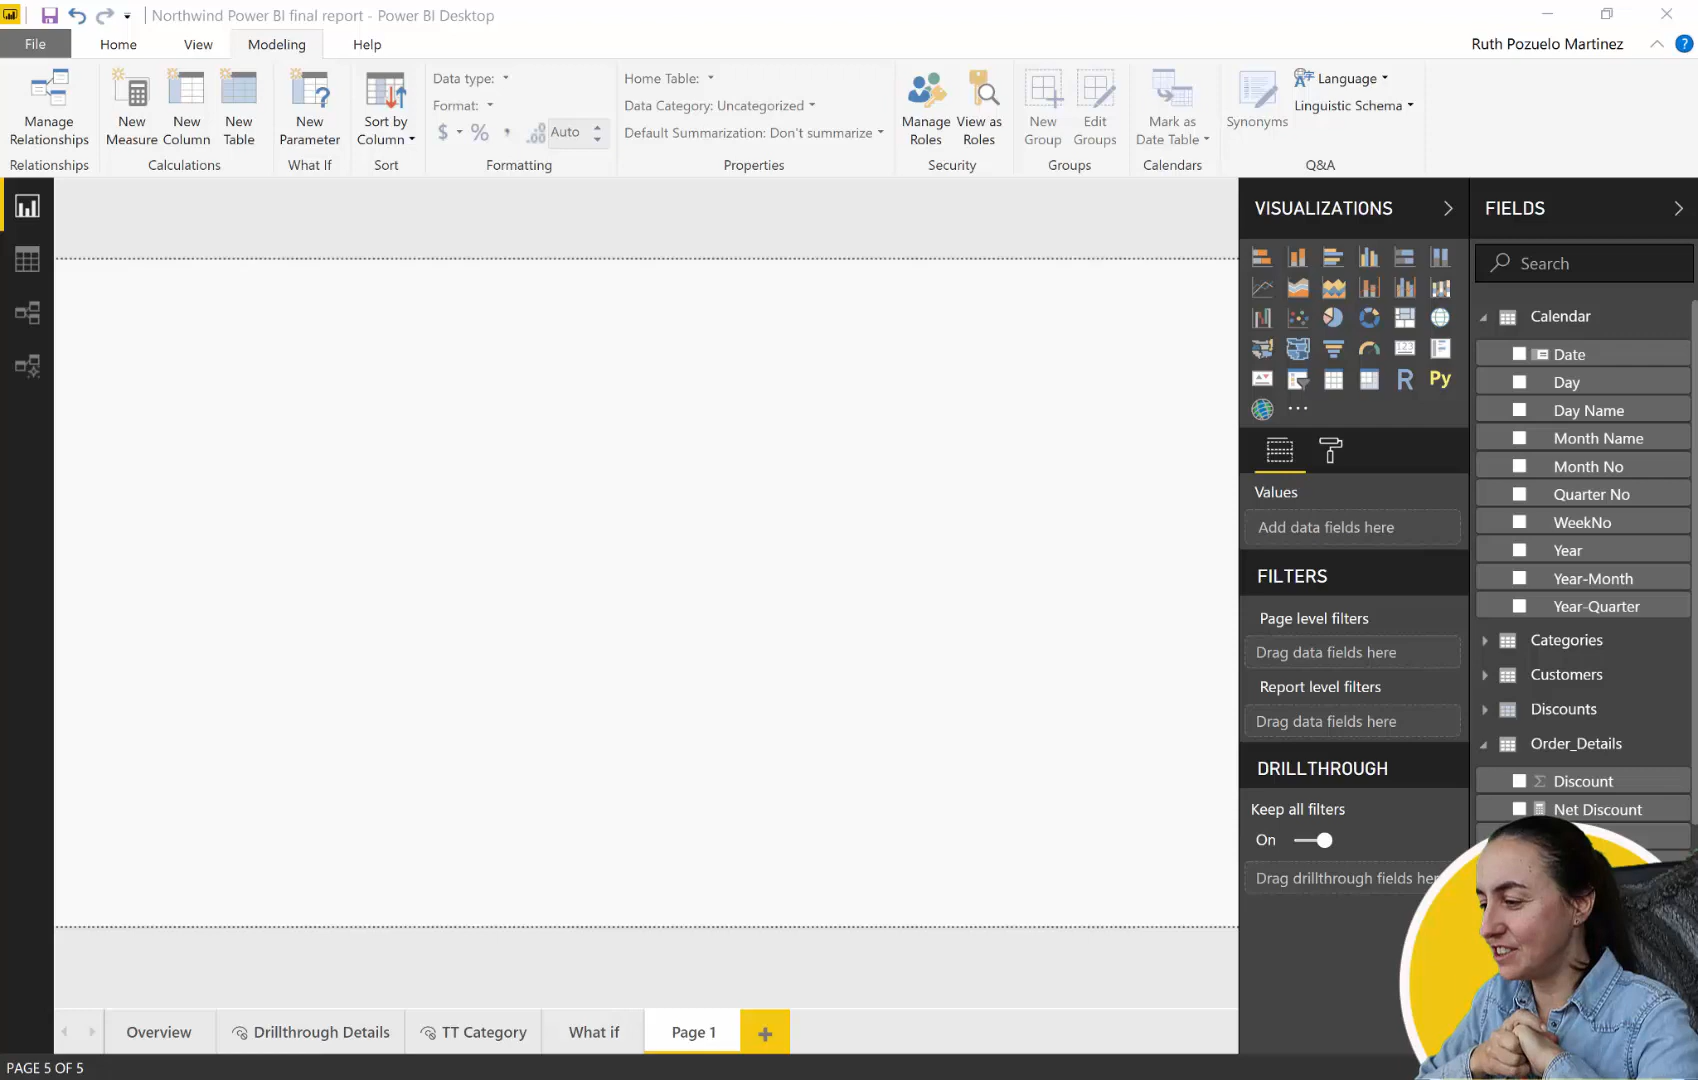 Northwind Power BI final report - Power BI Desktop
File
Home
View
Modeling
Help
Ruth Pozuelo Martinez
?
Manage
Relationships
Relationships
New
Measure
New
Column
New
Table
Calculations
New
Parameter
What If
Sort by
Column
Sort
Data type:
Format:
$ % , Auto
Formatting
Home Table:
Data Category: Uncategorized
Default Summarization: Don't summarize
Properties
Manage
Roles
View as
Roles
Security
New
Group
Edit
Groups
Groups
Mark as
Date Table
Calendars
Synonyms
Language
Linguistic Schema
Q&A
VISUALIZATIONS
123
R
Py
Values
Add data fields here
FILTERS
Page level filters
Drag data fields here
Report level filters
Drag data fields here
DRILLTHROUGH
Keep all filters
On
Drag drillthrough fields
FIELDS
Search
Calendar
Date
Day
Day Name
Month Name
Month No
Quarter No
WeekNo
Year
Year-Month
Year-Quarter
Categories
Customers
Discounts
Order_Details
Σ Discount
Net Discount
Overview
Drillthrough Details
TT Category
What if
Page 1
+
PAGE 5 OF 5